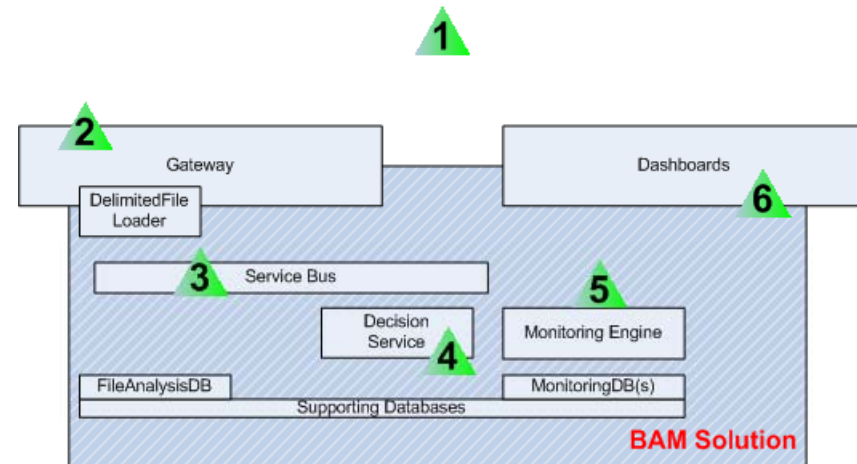 1
2
Gateway
Dashboards
6
DelimitedFile
Loader
3
Service Bus
5
Decision
Service
4
Monitoring Engine
FileAnalysisDB
MonitoringDB(s)
Supporting Databases
BAM Solution